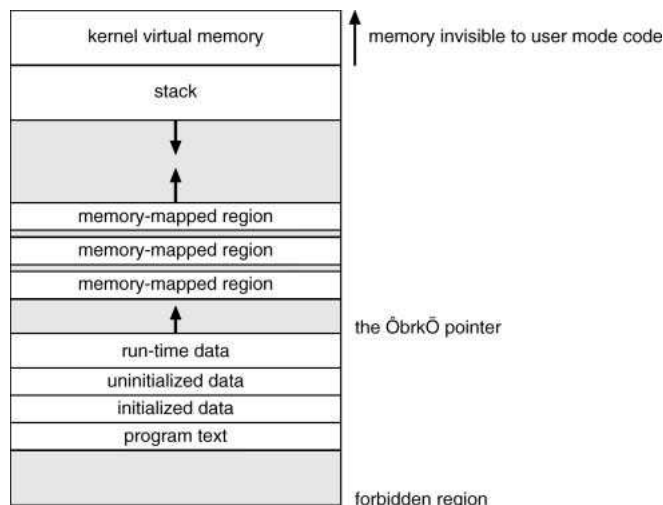 kernel virtual memory
memory invisible to user mode code
stack
memory-mapped region
memory-mapped region
memory-mapped region
the ÔbrkÕ pointer
run-time data
uninitialized data
initialized data
program text
forbidden region